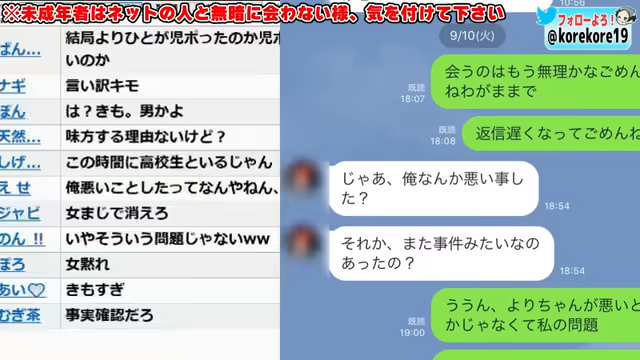 ※未成年者はネットの人と無暗に会わない様、気を付けて下さい
フォローよろ！
@korekore19
結局よりひとが児ポったのか児ポ
ばん... いのか
ナギ 言い訳キモ
ぽん は？きも。男かよ
天然... 味方する理由ないけど？
しげ... この時間に高校生といるじゃん
え せ 俺悪いことしたってなんやねん、
ジャビ 女まじで消えろ
のん !! いやそういう問題じゃないww
ぽろ 女黙れ
あい♡ きもすぎ
むぎ茶 事実確認だろ
10:56
9/10(火)
会うのはもう無理かなごめん
ねわがままで
既読
18:07
返信遅くなってごめんね
既読
18:08
じゃあ、俺なんか悪い事し
た？
18:54
それか、また事件みたいなの
あったの？
18:54
ううん、よりちゃんが悪いと
かじゃなくて私の問題
既読
19:00